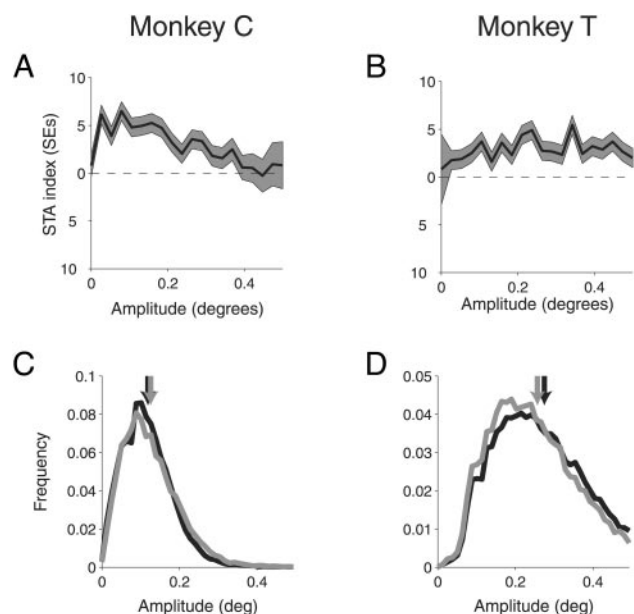 Monkey C
Monkey T
A
B
STA index (SEs)
10
5
0
5
10
0
0.2
0.4
Amplitude (degrees)
10
5
0
5
10
0
0.2
0.4
Amplitude (degrees)
C
D
Frequency
0.1
0.08
0.06
0.04
0.02
0
0
0.2
0.4
Amplitude (deg)
0.05
0.04
0.03
0.02
0.01
0
0
0.2
0.4
Amplitude (deg)